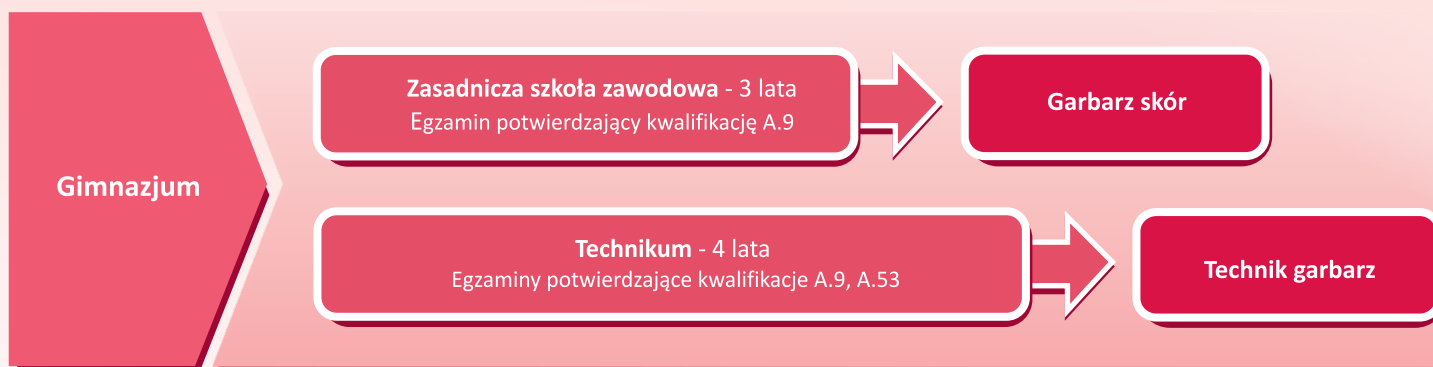 Gimnazjum
Zasadnicza szkoła zawodowa - 3 lata
Egzamin potwierdzający kwalifikację A.9
Garbarz skór
Technikum - 4 lata
Egzaminy potwierdzające kwalifikacje A.9, A.53
Technik garbarz